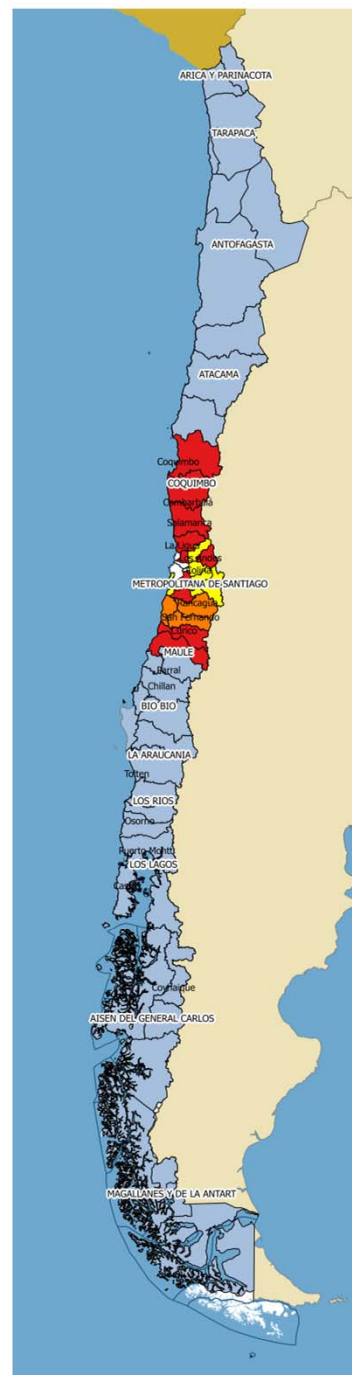 ARICA Y PARINACOTA
TARAPACA
ANTOFAGASTA
ATACAMA
Coquimbo
COQUIMBO
Combarbalá
Salamanca
La Ligua
Los Andes
Colina
METROPOLITANA DE SANTIAGO
Rancagua
San Fernando
Curicó
MAULE
Parral
Chillan
BIO BIO
LA ARAUCANIA
Tolten
LOS RIOS
Osorno
Puerto Montt
LOS LAGOS
Castro
Coyhaique
AISEN DEL GENERAL CARLOS
MAGALLANES Y DE LA ANTART